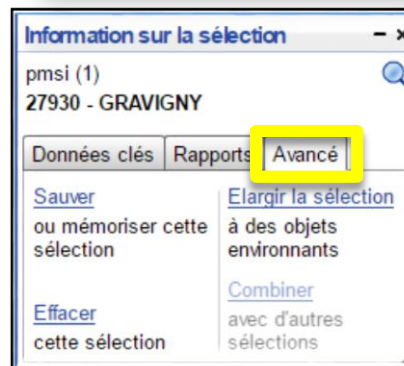 Information sur la sélection
pmsi (1)
27930 - GRAVIGNY
Données clés Rapports Avancé
Sauver
ou mémoriser cette
sélection
Elargir la sélection
à des objets
environnants
Effacer
cette sélection
Combiner
avec d'autres
sélections